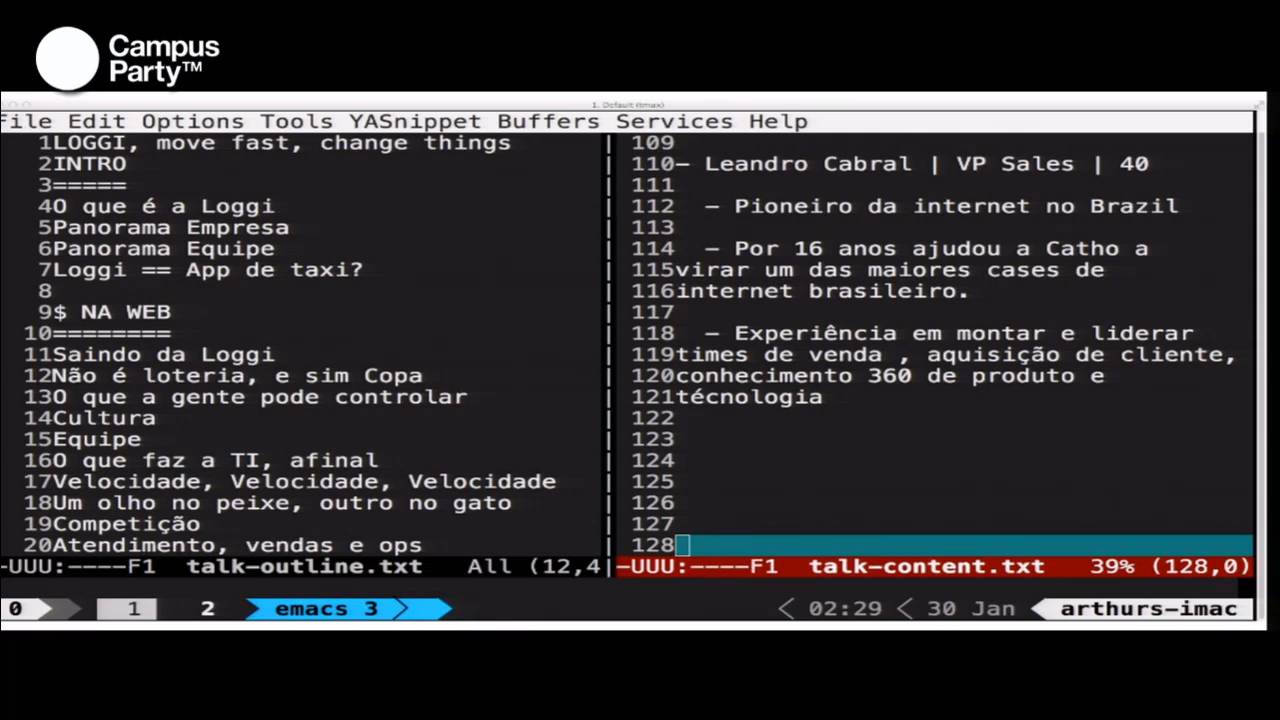 Campus
Party™
1. Default (tmux)
File Edit Options Tools YASnippet Buffers Services Help
1LOGGI, move fast, change things
2INTRO
3=====
4O que é a Loggi
5Panorama Empresa
6Panorama Equipe
7Loggi == App de taxi?
8
9$ NA WEB
10========
11Saindo da Loggi
12Não é loteria, e sim Copa
13O que a gente pode controlar
14Cultura
15Equipe
16O que faz a TI, afinal
17Velocidade, Velocidade, Velocidade
18Um olho no peixe, outro no gato
19Competição
20Atendimento, vendas e ops
-UUU:----F1 talk-outline.txt All (12,4
109
110- Leandro Cabral | VP Sales | 40
111
112 - Pioneiro da internet no Brazil
113
114 - Por 16 anos ajudou a Catho a
115virar um das maiores cases de
116internet brasileiro.
117
118 - Experiência em montar e liderar
119times de venda , aquisição de cliente,
120conhecimento 360 de produto e
121técnologia
122
123
124
125
126
127
128
-UUU:----F1 talk-content.txt 39% (128,0)
0 1 2 emacs 3 02:29 30 Jan arthurs-imac